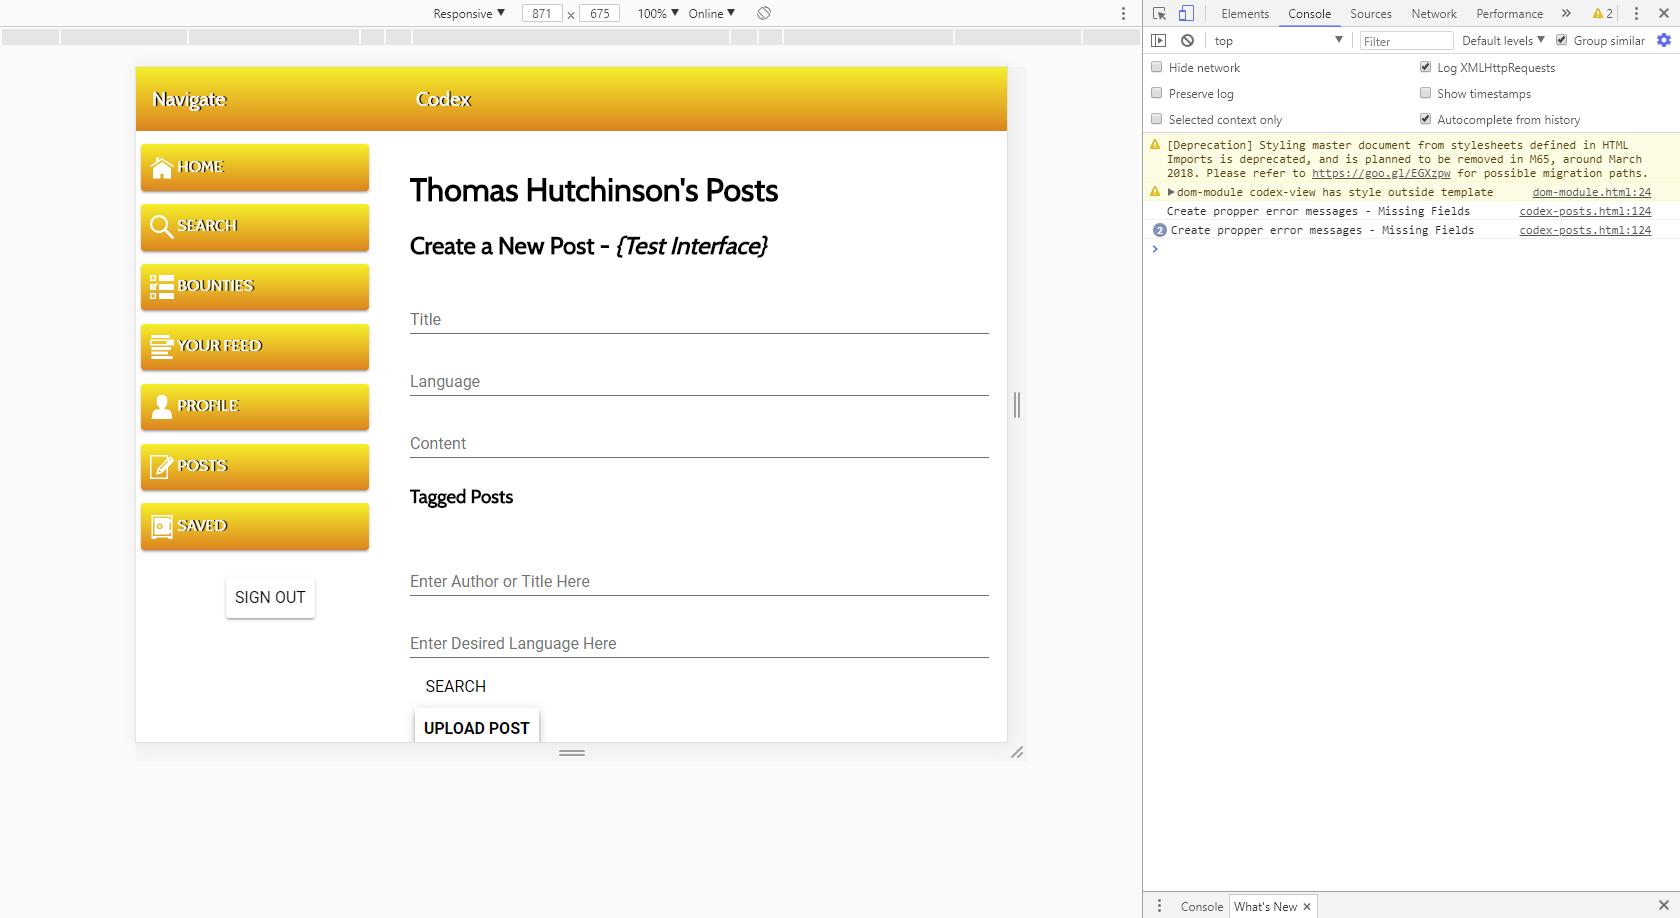 Responsive ▼ 871 × 675 100% ▼ Online ▼
Elements Console Sources Network Performance » 2
top ▼ Filter Default levels ▼ Group similar
Hide network
Log XMLHttpRequests
Preserve log
Show timestamps
Selected context only
Autocomplete from history
[Deprecation] Styling master document from stylesheets defined in HTML
Imports is deprecated, and is planned to be removed in M65, around March
2018. Please refer to https://goo.gl/EGXzpw for possible migration paths.
▶dom-module codex-view has style outside template dom-module.html:24
Create propper error messages - Missing Fields codex-posts.html:124
2 Create propper error messages - Missing Fields codex-posts.html:124
Navigate
Codex
HOME
SEARCH
BOUNTIES
YOUR FEED
PROFILE
POSTS
SAVED
SIGN OUT
Thomas Hutchinson's Posts
Create a New Post - {Test Interface}
Title
Language
Content
Tagged Posts
Enter Author or Title Here
Enter Desired Language Here
SEARCH
UPLOAD POST
Console What's New ×